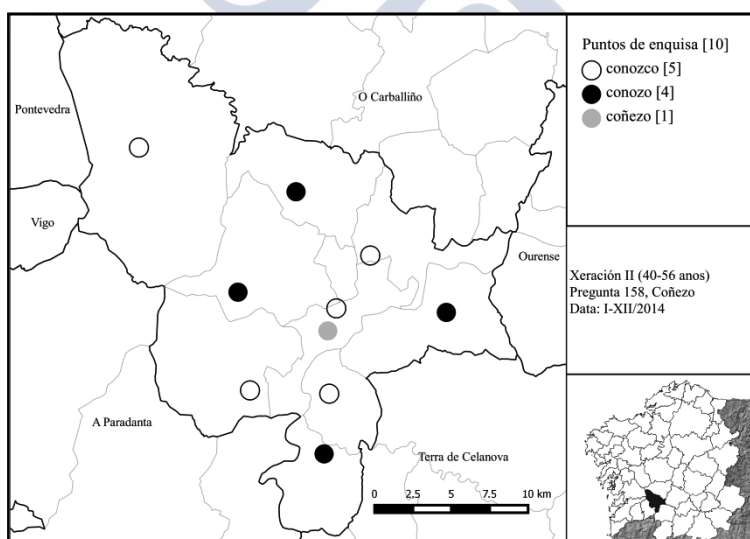 Puntos de enquisa [10]
conozco [5]
conozo [4]
coñezo [1]
O Carballiño
Pontevedra
Vigo
Ourense
Xeración II (40-56 anos)
Pregunta 158, Coñezo
Data: I-XII/2014
A Paradanta
Terra de Celanova
0 2,5 5 7,5 10 km